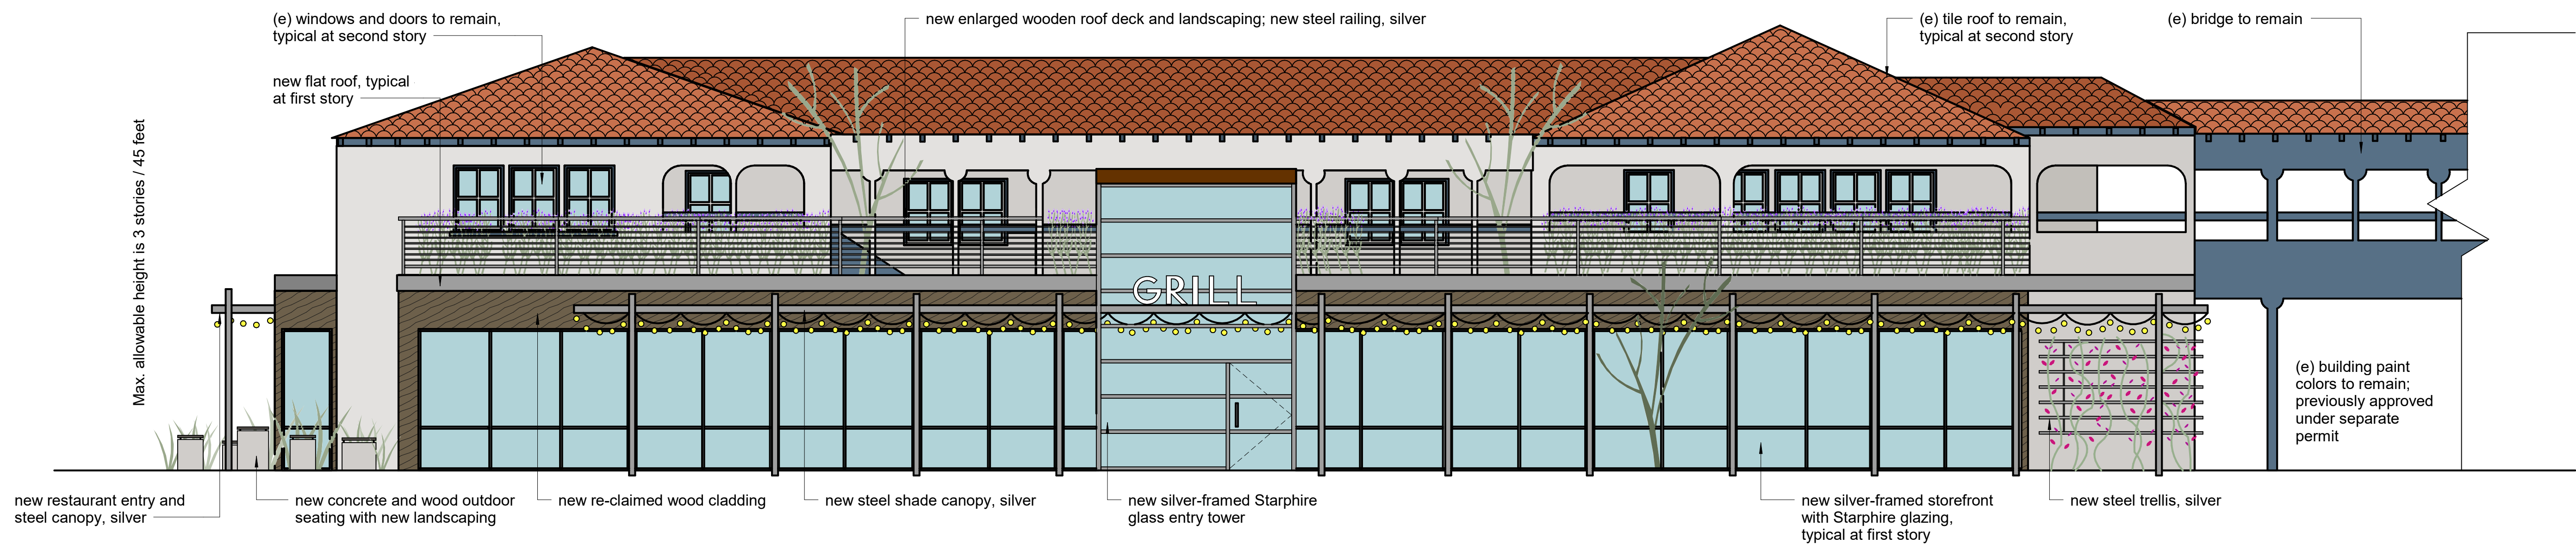 (e) windows and doors to remain,
typical at second story
new enlarged wooden roof deck and landscaping; new steel railing, silver
(e) tile roof to remain,
typical at second story
(e) bridge to remain
new flat roof, typical
at first story
Max. allowable height is 3 stories / 45 feet
GRILL
(e) building paint
colors to remain;
previously approved
under separate
permit
new restaurant entry and
steel canopy, silver
new concrete and wood outdoor
seating with new landscaping
new re-claimed wood cladding
new steel shade canopy, silver
new silver-framed Starphire
glass entry tower
new silver-framed storefront
with Starphire glazing,
typical at first story
new steel trellis, silver